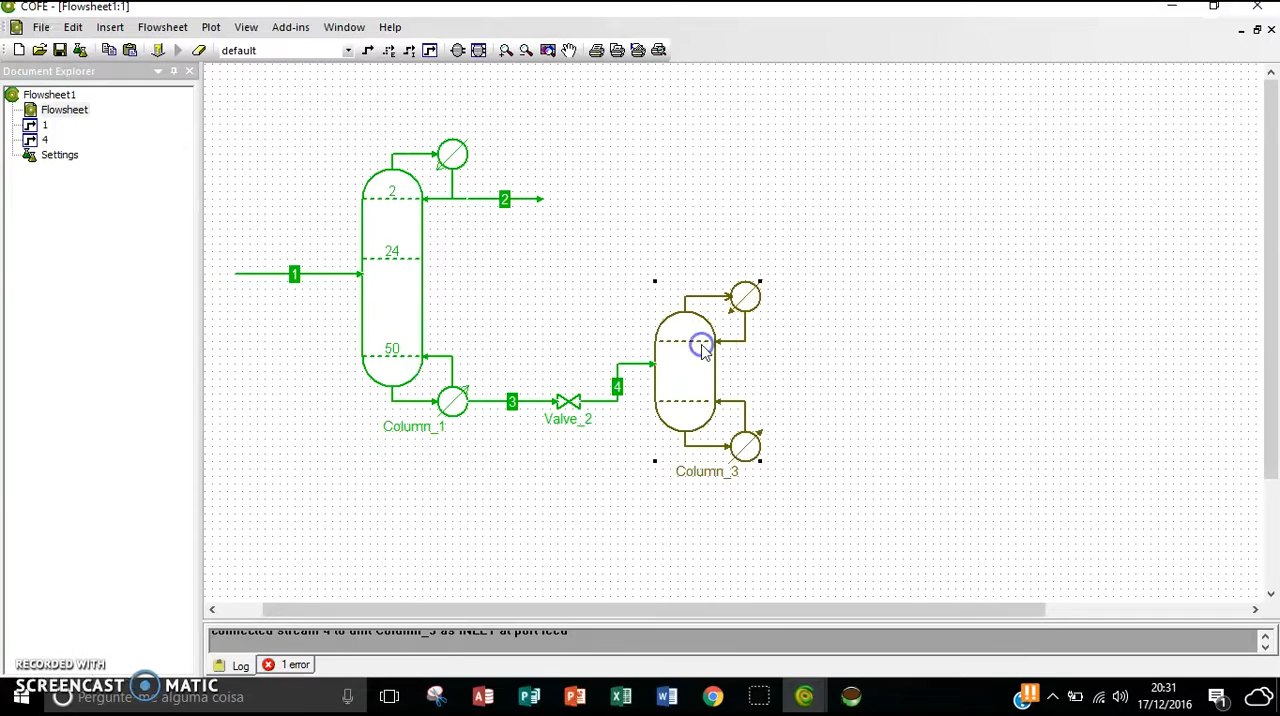 COFE - [Flowsheet1:1]
File Edit Insert Flowsheet Plot View Add-ins Window Help
default
Document Explorer
Flowsheet1
Flowsheet
1
4
Settings
2
2
24
1
50
3
4
Valve_2
Column_1
Column_3
connected stream 4 to unit Column_3 as INLET at port feed
Log
1 error
RECORDED WITH
SCREENCAST MATIC
Pergunte-me alguma coisa
20:31
17/12/2016